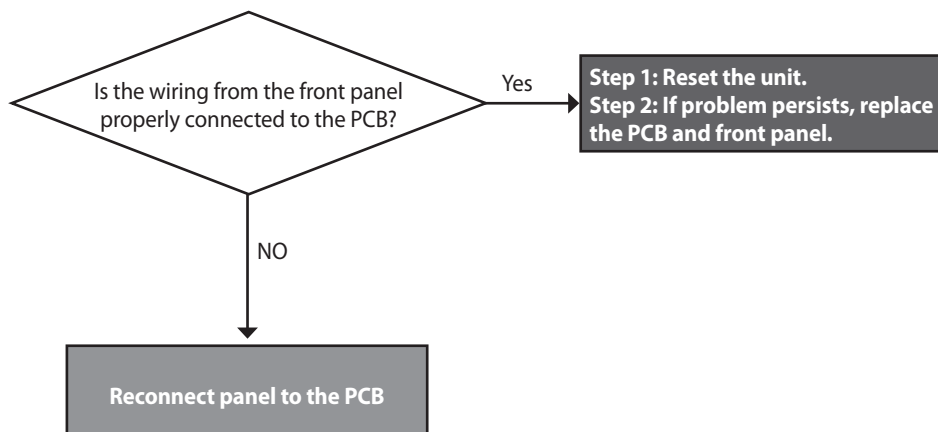 Is the wiring from the front panel
properly connected to the PCB?
Yes
Step 1: Reset the unit.
Step 2: If problem persists, replace
the PCB and front panel.
NO
Reconnect panel to the PCB